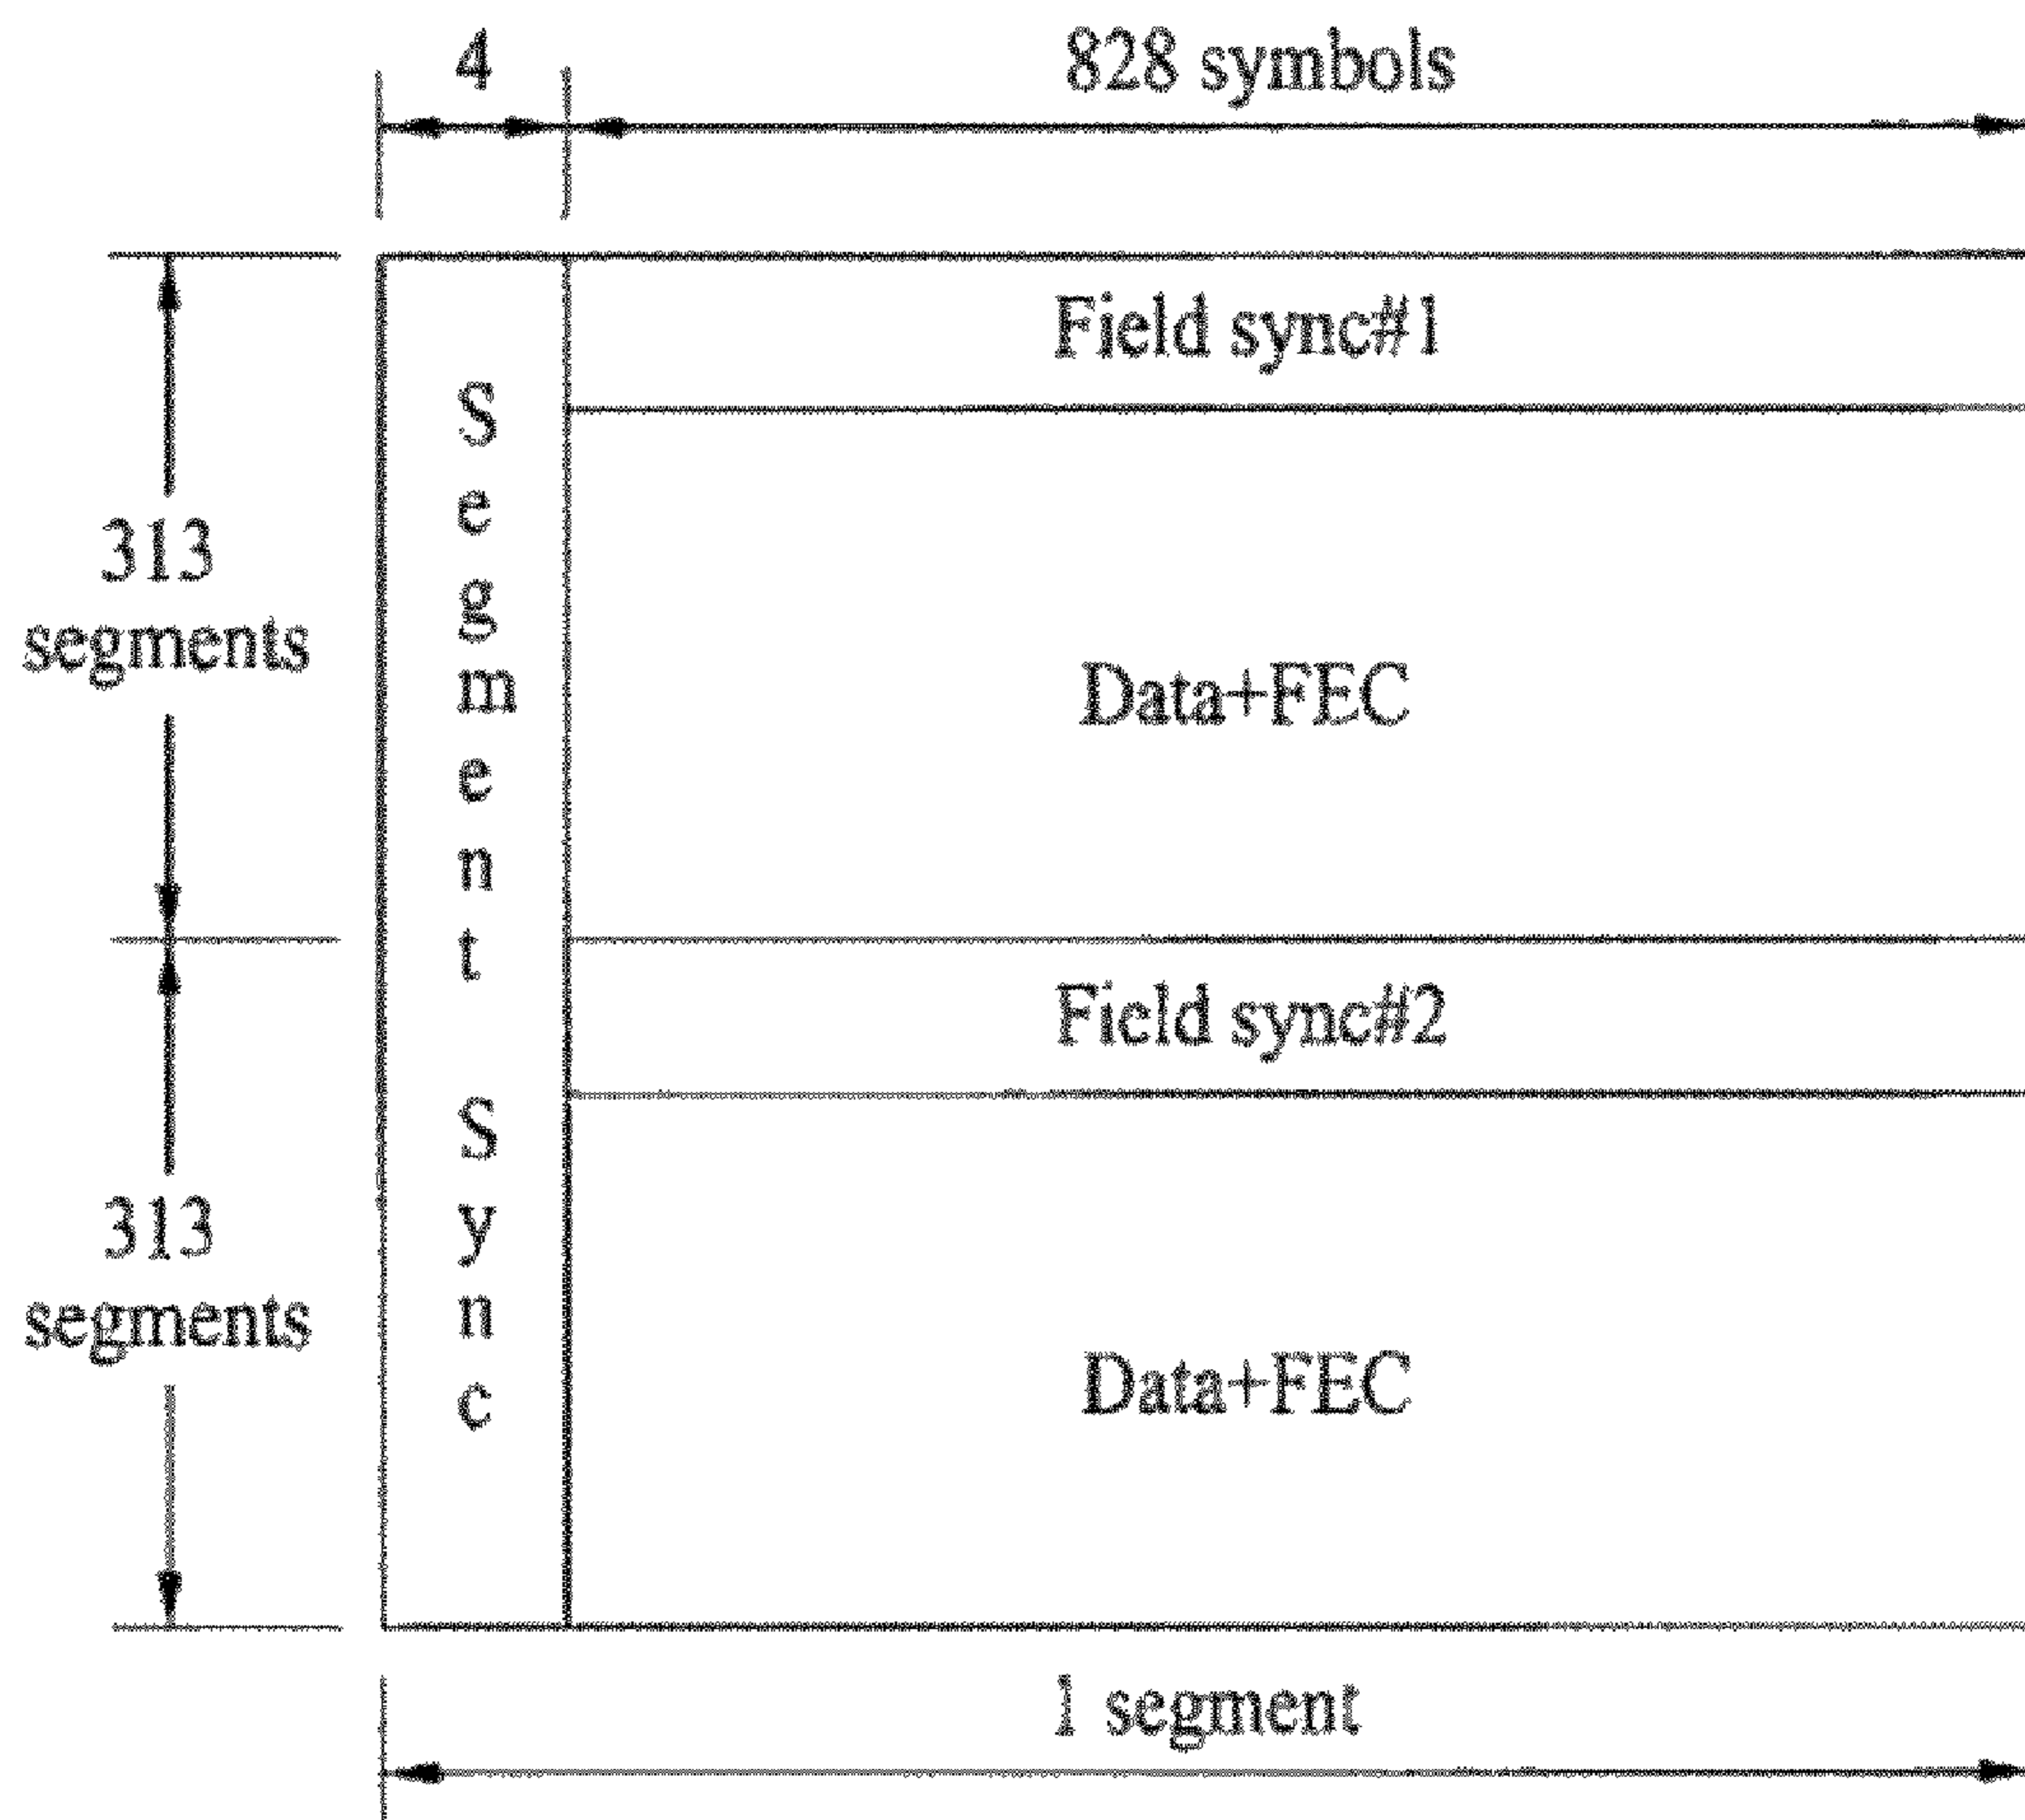 4
828 symbols
Field sync#1
313
segments
Segment Sync
Data+FEC
Field sync#2
313
segments
Data+FEC
1 segment